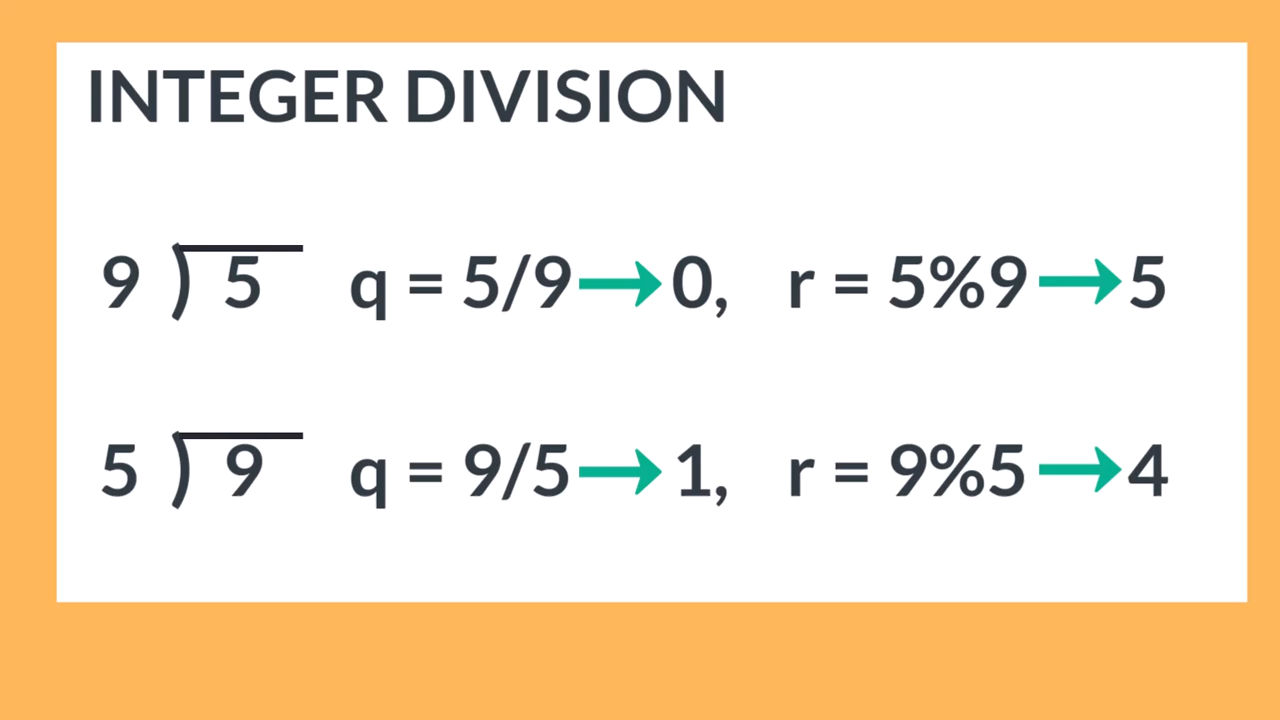 INTEGER DIVISION
9 ) 5 q = 5/9→0, r = 5%9→5
5 ) 9 q = 9/5→1, r = 9%5→4